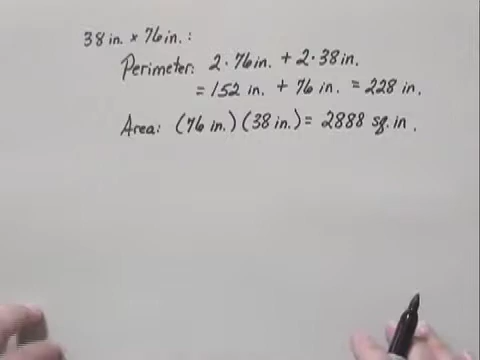 38 in. × 76 in. :
Perimeter: 2 · 76 in. + 2 · 38 in.
= 152 in. + 76 in. = 228 in.
Area: (76 in.)(38 in.) = 2888 sq. in.